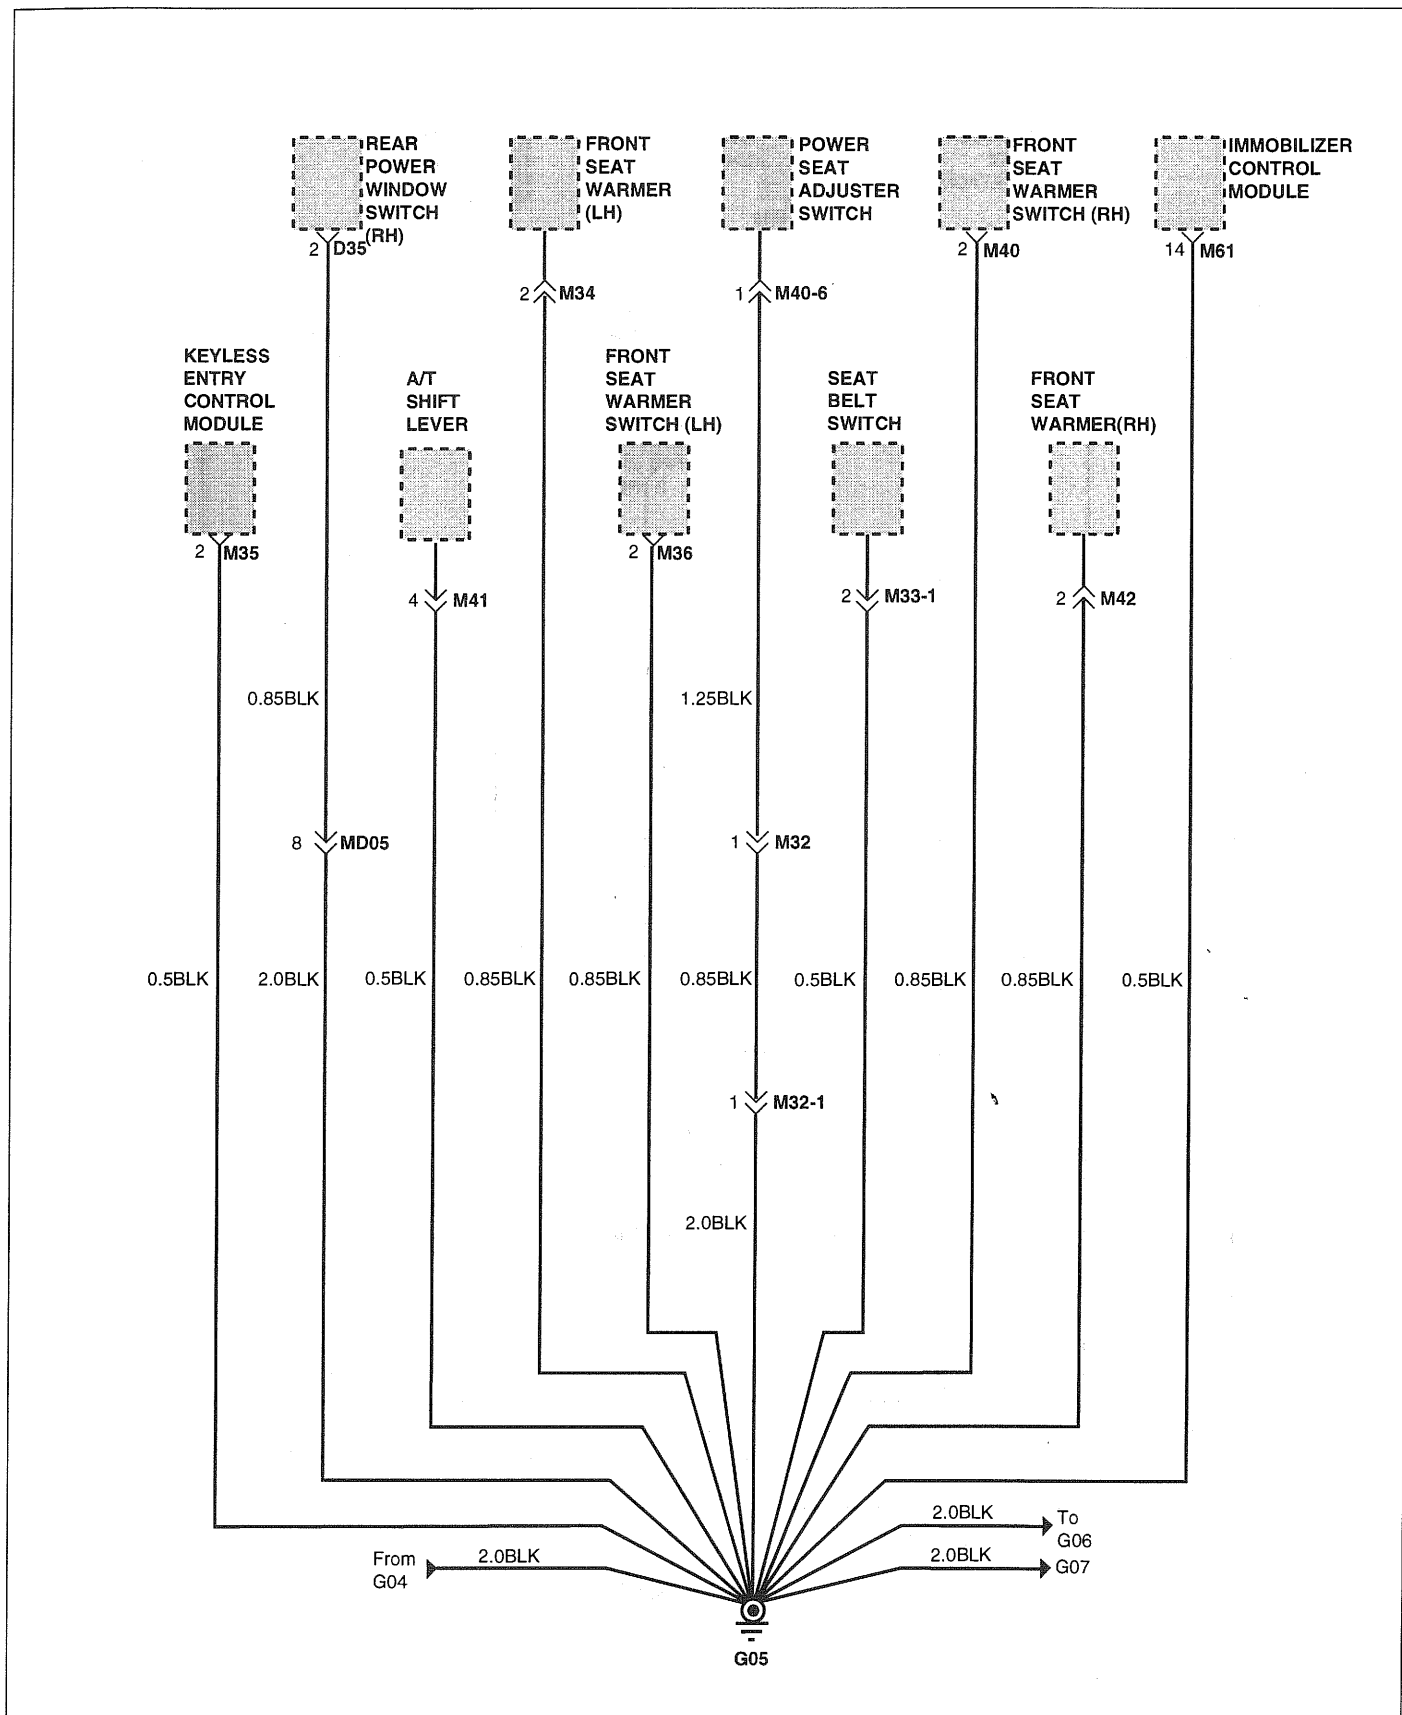 REAR
POWER
WINDOW
SWITCH
(RH)
2 D35
FRONT
SEAT
WARMER
(LH)
2 M34
POWER
SEAT
ADJUSTER
SWITCH
1 M40-6
FRONT
SEAT
WARMER
SWITCH (RH)
2 M40
IMMOBILIZER
CONTROL
MODULE
14 M61
KEYLESS
ENTRY
CONTROL
MODULE
2 M35
A/T
SHIFT
LEVER
4 M41
FRONT
SEAT
WARMER
SWITCH (LH)
2 M36
SEAT
BELT
SWITCH
2 M33-1
FRONT
SEAT
WARMER(RH)
2 M42
0.85BLK
1.25BLK
8 MD05
1 M32
0.5BLK
2.0BLK
0.5BLK
0.85BLK
0.85BLK
0.85BLK
0.5BLK
0.85BLK
0.85BLK
0.5BLK
1 M32-1
2.0BLK
2.0BLK
To
G06
From
G04
2.0BLK
2.0BLK
G07
G05